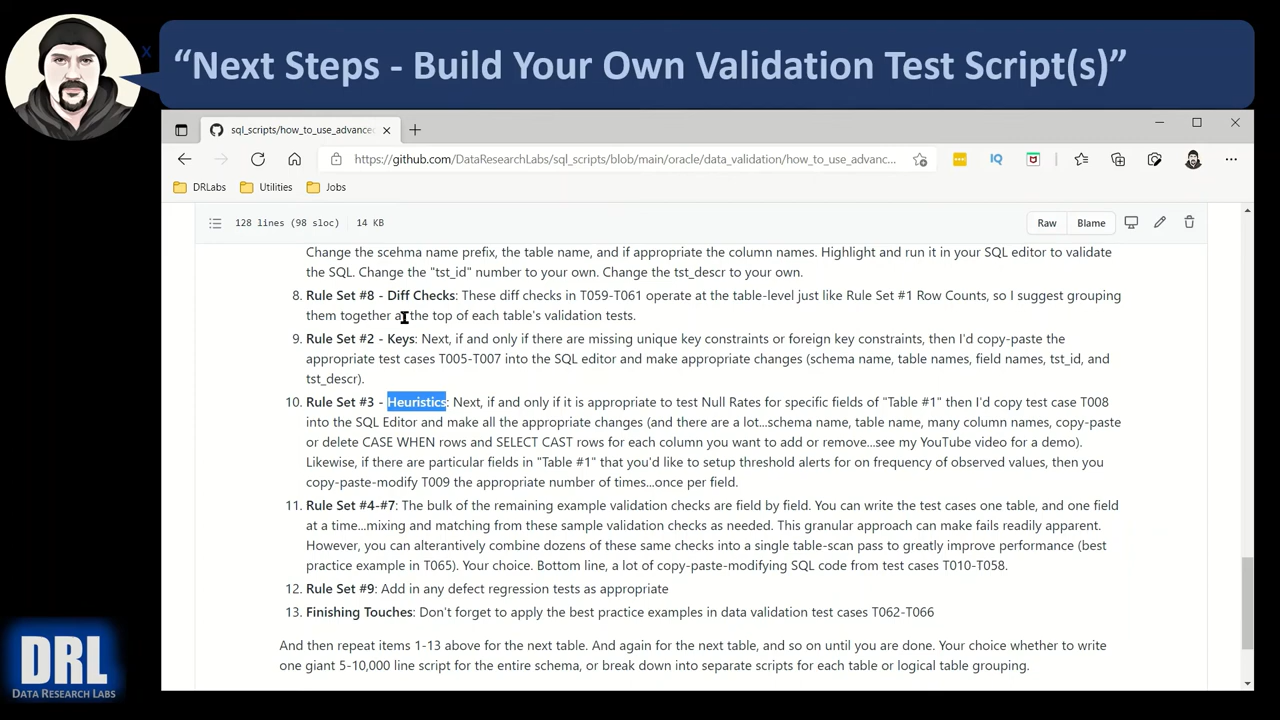 “Next Steps - Build Your Own Validation Test Script(s)”
x
sql_scripts/how_to_use_advance
https://github.com/DataResearchLabs/sql_scripts/blob/main/oracle/data_validation/how_to_use_advanc...
IQ
DRLabs
Utilities
Jobs
128 lines (98 sloc)
14 KB
Raw
Blame
Change the scehma name prefix, the table name, and if appropriate the column names. Highlight and run it in your SQL editor to validate
the SQL. Change the "tst_id" number to your own. Change the tst_descr to your own.
8. Rule Set #8 - Diff Checks: These diff checks in T059-T061 operate at the table-level just like Rule Set #1 Row Counts, so I suggest grouping
them together at the top of each table's validation tests.
9. Rule Set #2 - Keys: Next, if and only if there are missing unique key constraints or foreign key constraints, then I'd copy-paste the
appropriate test cases T005-T007 into the SQL editor and make appropriate changes (schema name, table names, field names, tst_id, and
tst_descr).
10. Rule Set #3 - Heuristics: Next, if and only if it is appropriate to test Null Rates for specific fields of "Table #1" then I'd copy test case T008
into the SQL Editor and make all the appropriate changes (and there are a lot...schema name, table name, many column names, copy-paste
or delete CASE WHEN rows and SELECT CAST rows for each column you want to add or remove...see my YouTube video for a demo).
Likewise, if there are particular fields in "Table #1" that you'd like to setup threshold alerts for on frequency of observed values, then you
copy-paste-modify T009 the appropriate number of times...once per field.
11. Rule Set #4-#7: The bulk of the remaining example validation checks are field by field. You can write the test cases one table, and one field
at a time...mixing and matching from these sample validation checks as needed. This granular approach can make fails readily apparent.
However, you can alterantively combine dozens of these same checks into a single table-scan pass to greatly improve performance (best
practice example in T065). Your choice. Bottom line, a lot of copy-paste-modifying SQL code from test cases T010-T058.
12. Rule Set #9: Add in any defect regression tests as appropriate
13. Finishing Touches: Don't forget to apply the best practice examples in data validation test cases T062-T066
And then repeat items 1-13 above for the next table. And again for the next table, and so on until you are done. Your choice whether to write
one giant 5-10,000 line script for the entire schema, or break down into separate scripts for each table or logical table grouping.
DRL
DATA RESEARCH LABS